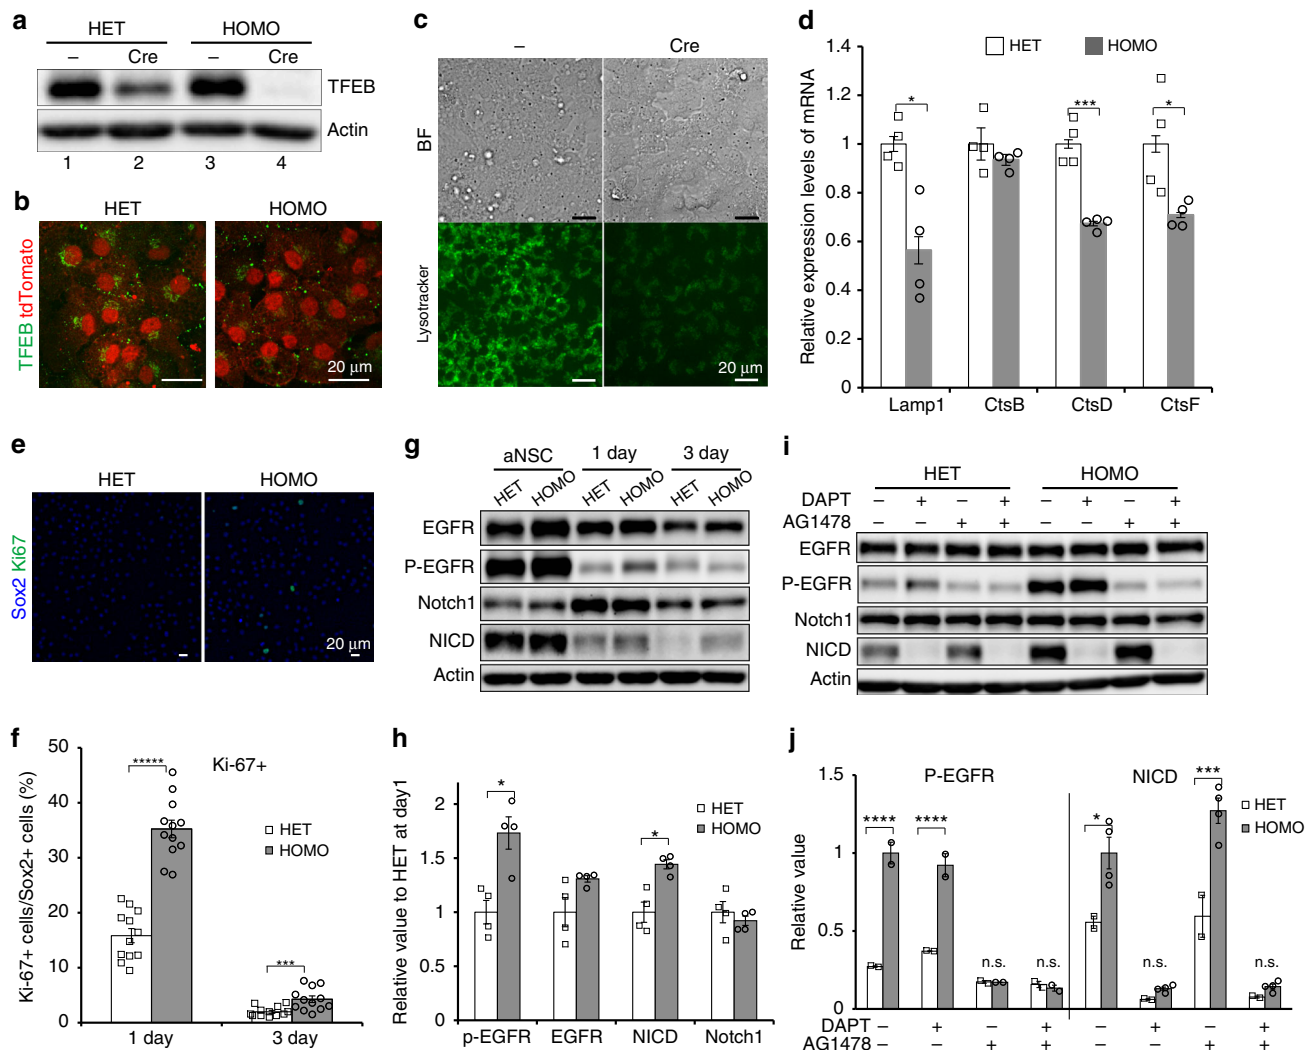 a
HET HOMO
– Cre – Cre
TFEB
Actin
1 2 3 4
b
HET HOMO
TFEB tdTomato
20 µm
c
– Cre
BF
Lysotracker
20 µm
d
HET HOMO
Relative expression levels of mRNA
1.4
1.2
1
0.8
0.6
0.4
0.2
0
* *** *
Lamp1 CtsB CtsD CtsF
e
HET HOMO
Sox2 Ki67
20 µm
f
Ki-67+ cells/Sox2+ cells (%)
50
40
30
20
10
0
Ki-67+
*****
***
HET
HOMO
1 day 3 day
g
aNSC 1 day 3 day
HET HOMO HET HOMO HET HOMO
EGFR
P-EGFR
Notch1
NICD
Actin
h
Relative value to HET at day1
2
1.5
1
0.5
0
* *
HET
HOMO
p-EGFR EGFR NICD Notch1
i
HET HOMO
DAPT – + – + – + – +
AG1478 – – + + – – + +
EGFR
P-EGFR
Notch1
NICD
Actin
j
Relative value
1.5
1
0.5
0
P-EGFR NICD
**** **** n.s. n.s. * n.s. *** n.s.
HET
HOMO
DAPT – + – + – + – +
AG1478 – – + + – – + +